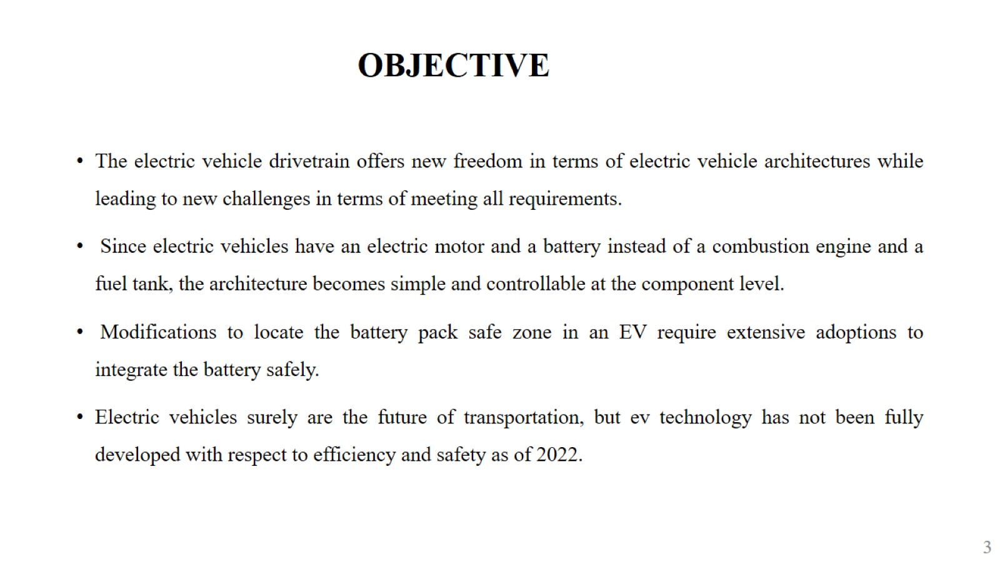 OBJECTIVE
• The electric vehicle drivetrain offers new freedom in terms of electric vehicle architectures while
leading to new challenges in terms of meeting all requirements.
• Since electric vehicles have an electric motor and a battery instead of a combustion engine and a
fuel tank, the architecture becomes simple and controllable at the component level.
• Modifications to locate the battery pack safe zone in an EV require extensive adoptions to
integrate the battery safely.
• Electric vehicles surely are the future of transportation, but ev technology has not been fully
developed with respect to efficiency and safety as of 2022.
3